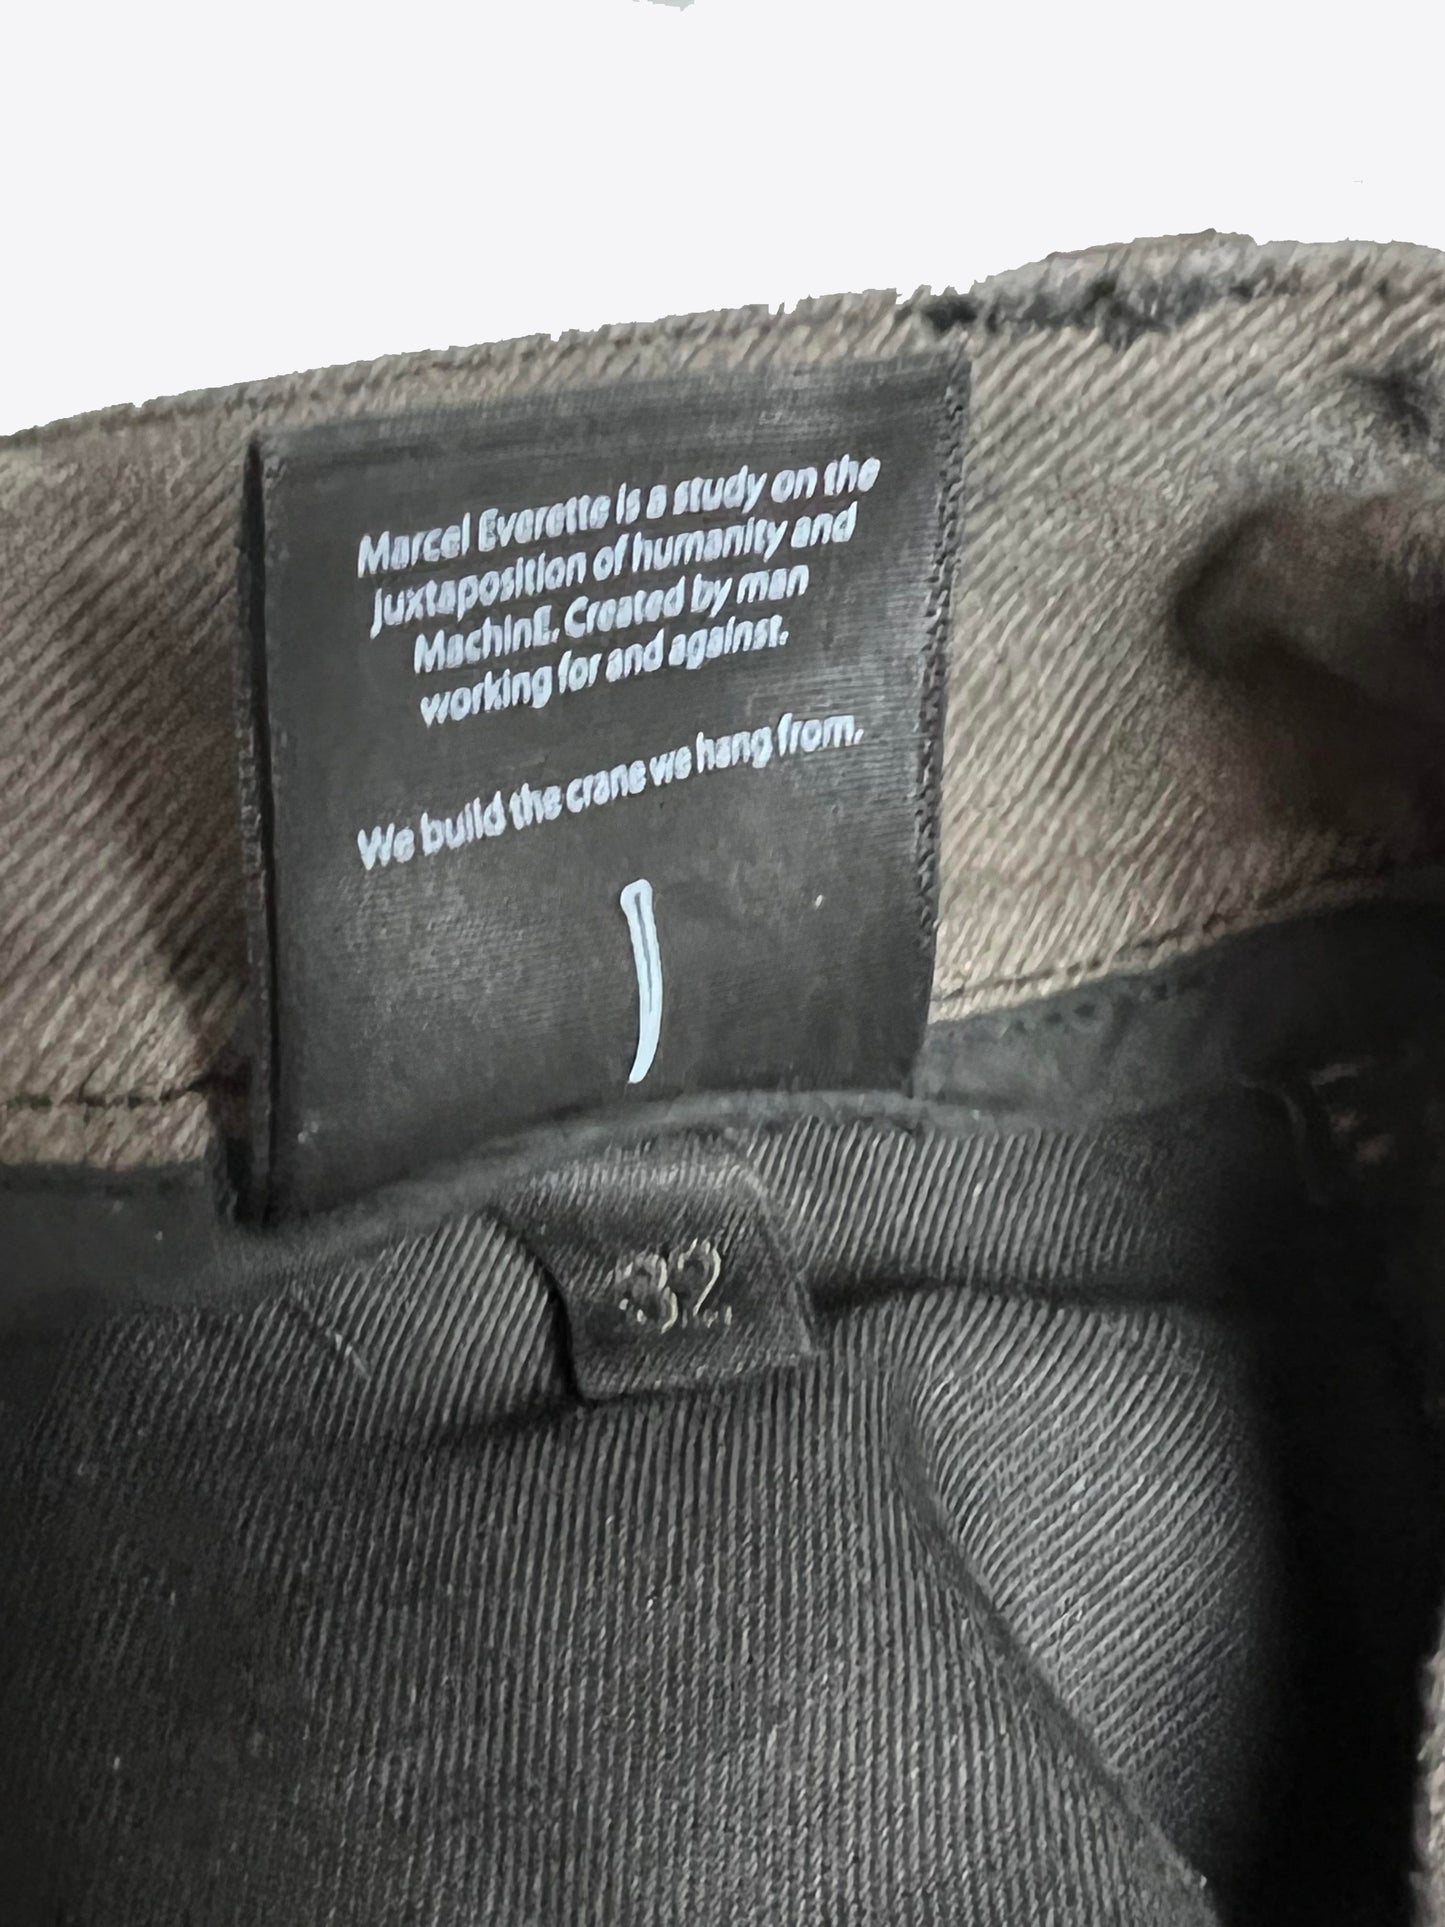 Marcel Everette is a study on the
juxtaposition of humanity and
MachinE. Created by man
working for and against.
We build the crane we hang from.
32